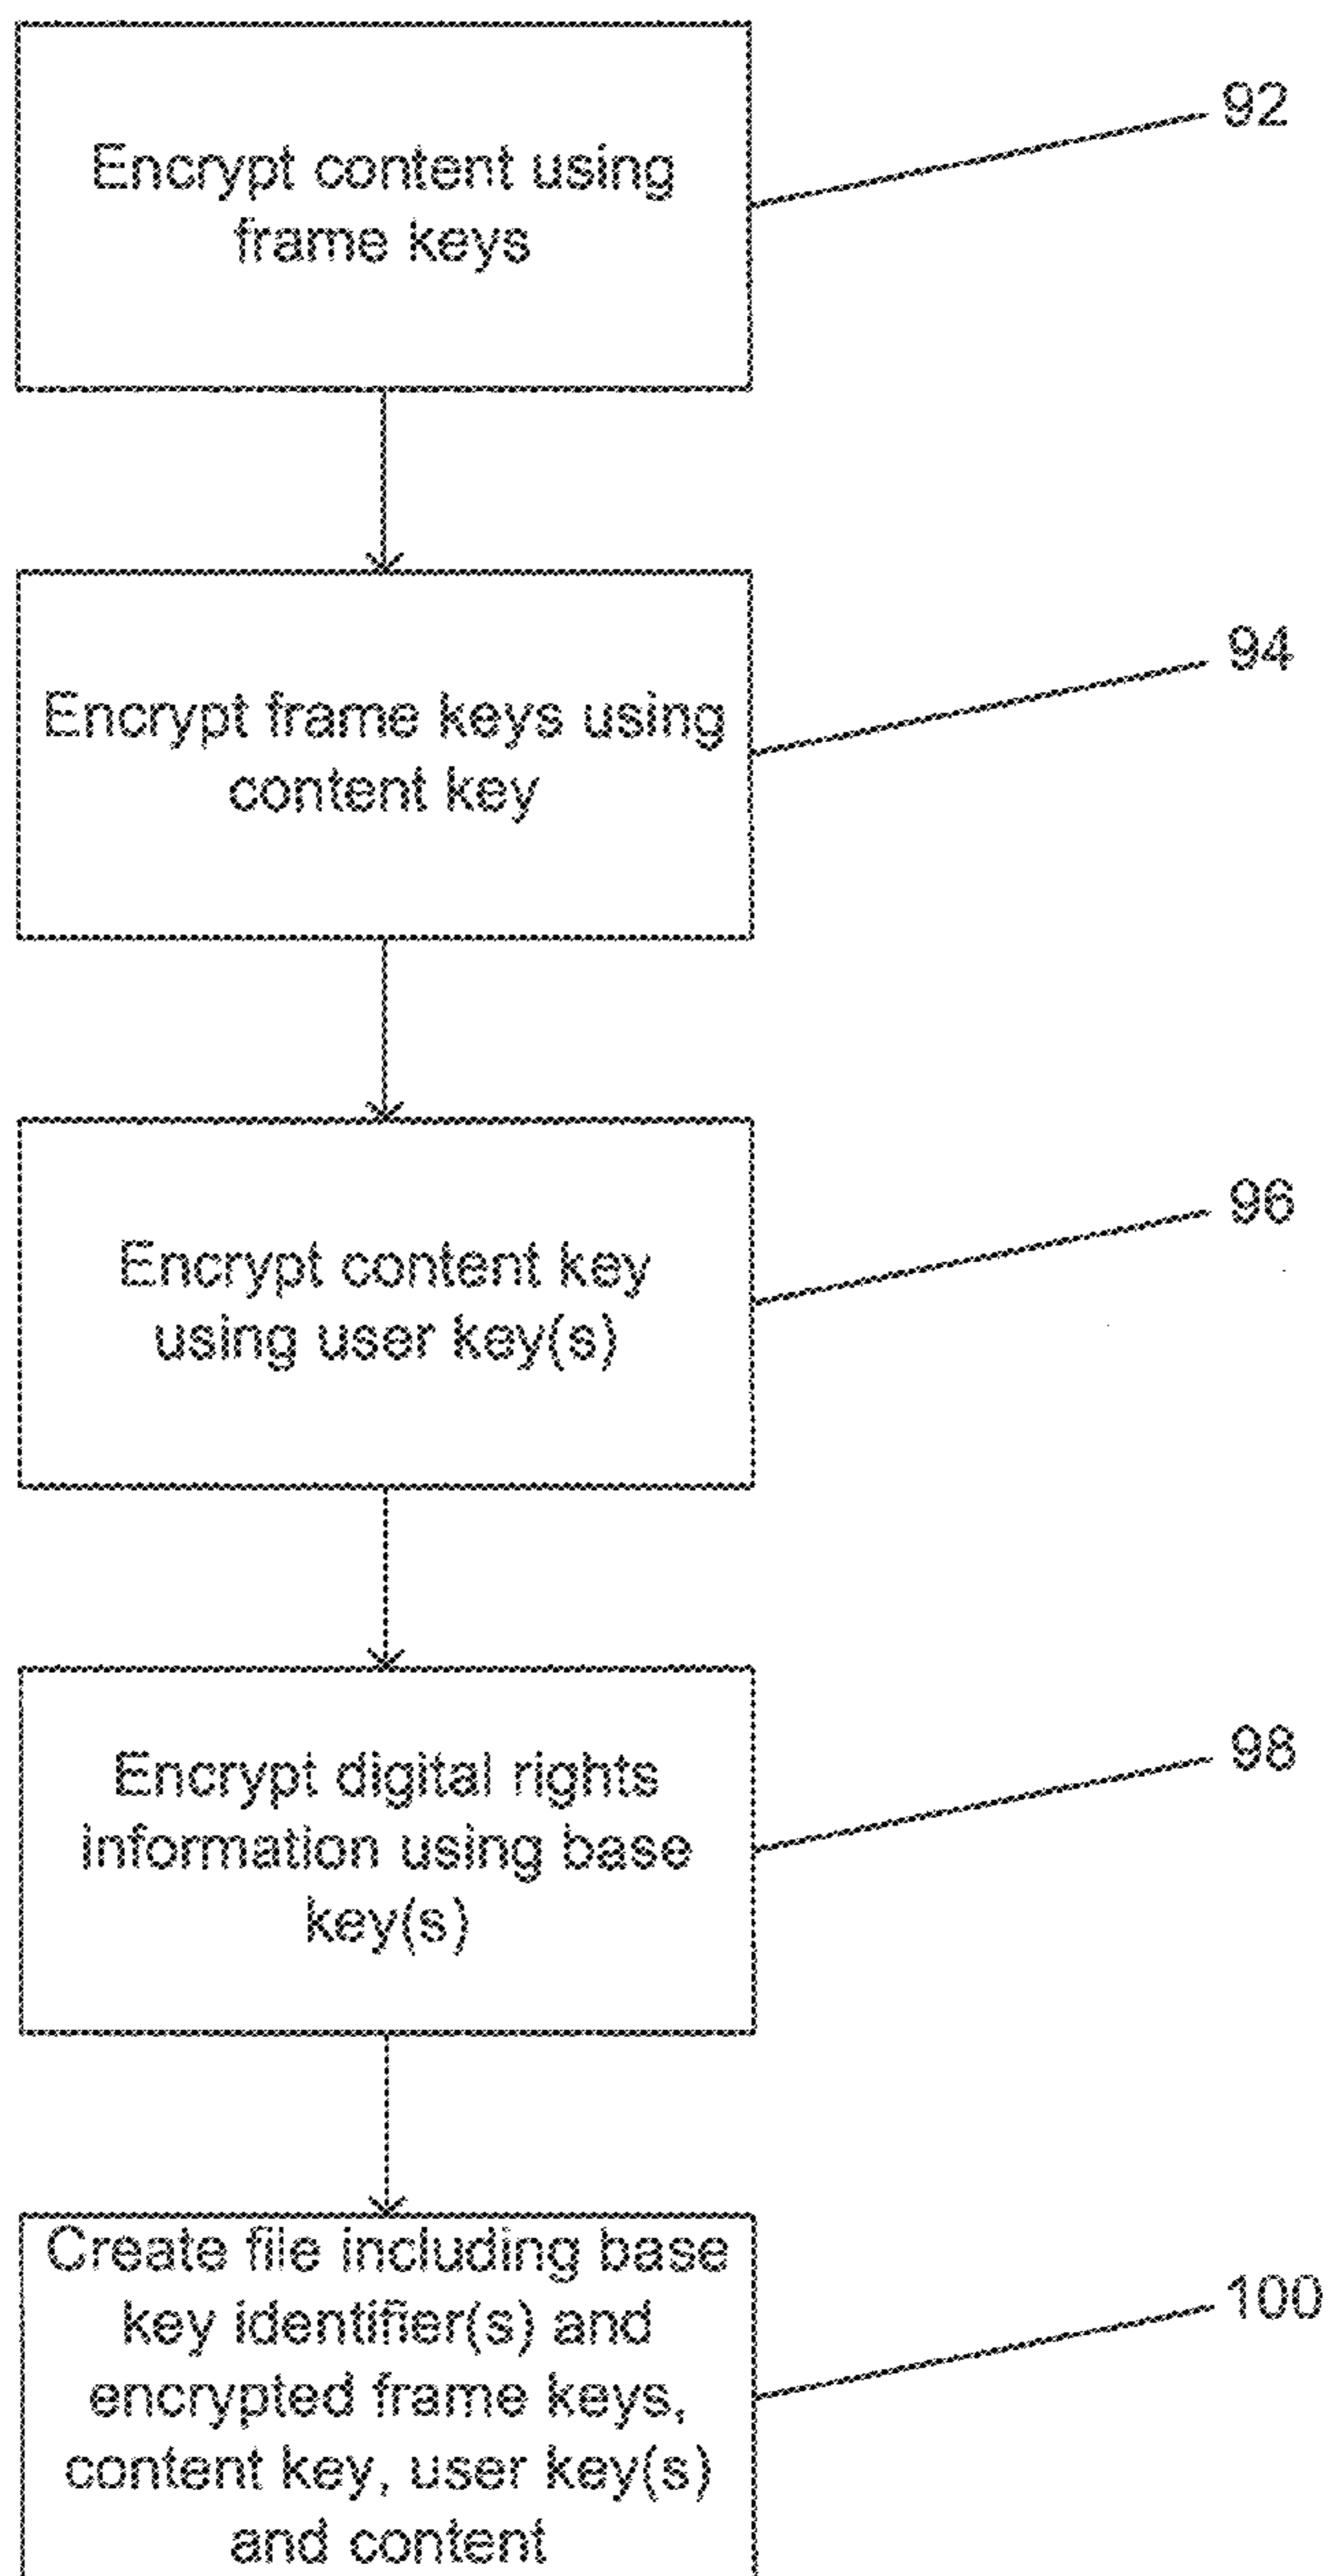 Encrypt content using
frame keys
92
Encrypt frame keys using
content key
94
Encrypt content key
using user key(s)
96
Encrypt digital rights
information using base
key(s)
98
Create file including base
key identifier(s) and
encrypted frame keys,
content key, user key(s)
and content
100